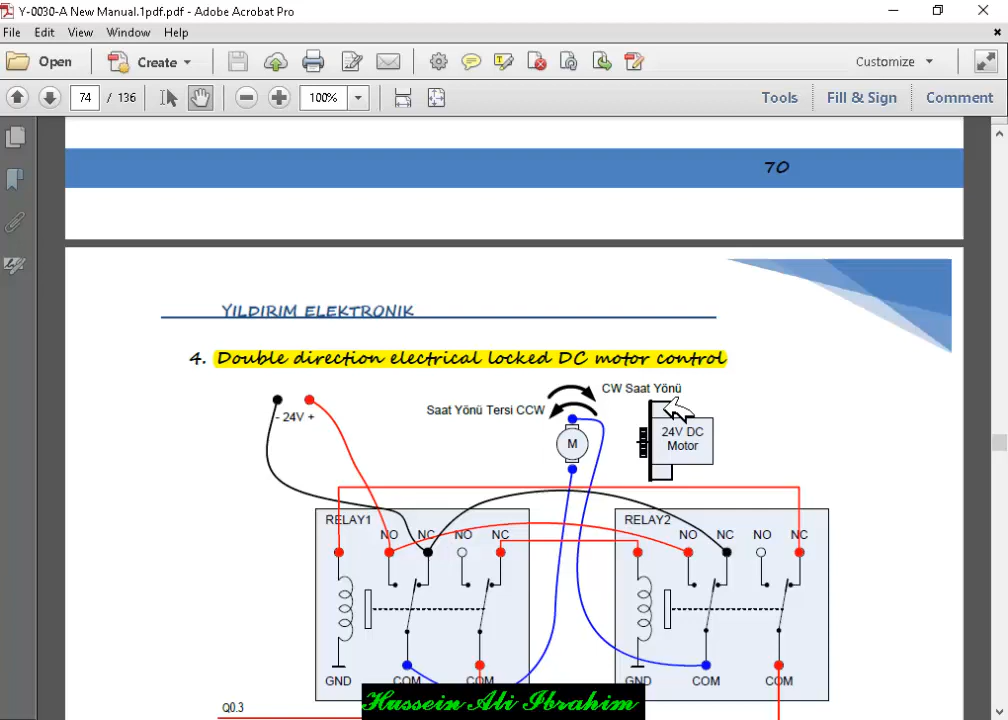 Y-0030-A New Manual.1pdf.pdf - Adobe Acrobat Pro
File Edit View Window Help
Open Create Customize
74 / 136 100% Tools Fill & Sign Comment
70
YILDIRIM ELEKTRONIK
4. Double direction electrical locked DC motor control
CW Saat Yönü
Saat Yönü Tersi CCW
- 24V +
M
24V DC
Motor
RELAY1 RELAY2
NO NC NO NC NO NC NO NC
GND COM COM GND COM COM
Q0.3
Hussein Ali Ibrahim